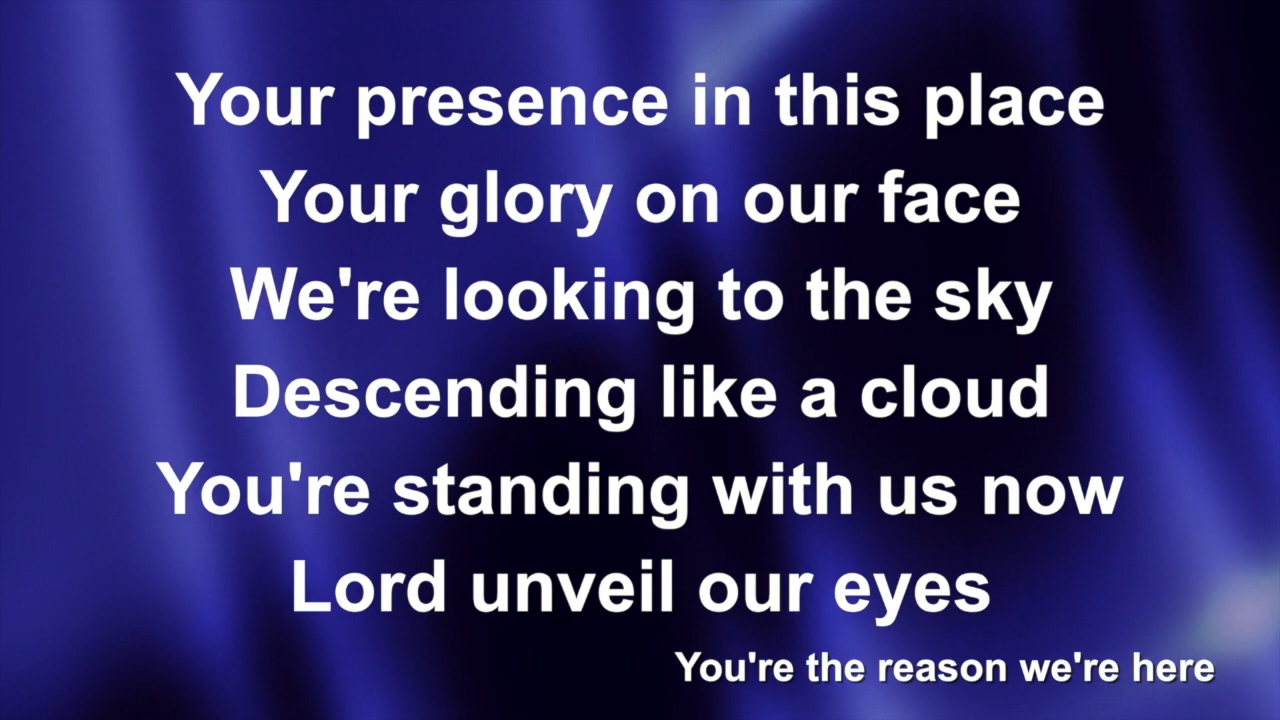 Your presence in this place
Your glory on our face
We're looking to the sky
Descending like a cloud
You're standing with us now
Lord unveil our eyes
You're the reason we're here